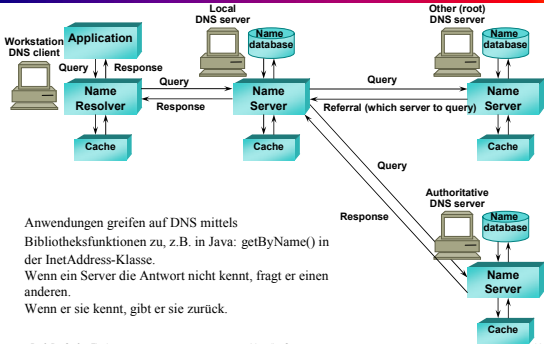 Local
DNS server
Other (root)
DNS server
Workstation
DNS client
Application
Name
database
Name
database
Query
Response
Query
Query
Name
Resolver
Response
Name
Server
Referral (which server to query)
Name
Server
Cache
Cache
Cache
Query
Authoritative
DNS server
Response
Name
database
Anwendungen greifen auf DNS mittels
Bibliotheksfunktionen zu, z.B. in Java: getByName() in
der InetAddress-Klasse.
Wenn ein Server die Antwort nicht kennt, fragt er einen
anderen.
Wenn er sie kennt, gibt er sie zurück.
Name
Server
Cache